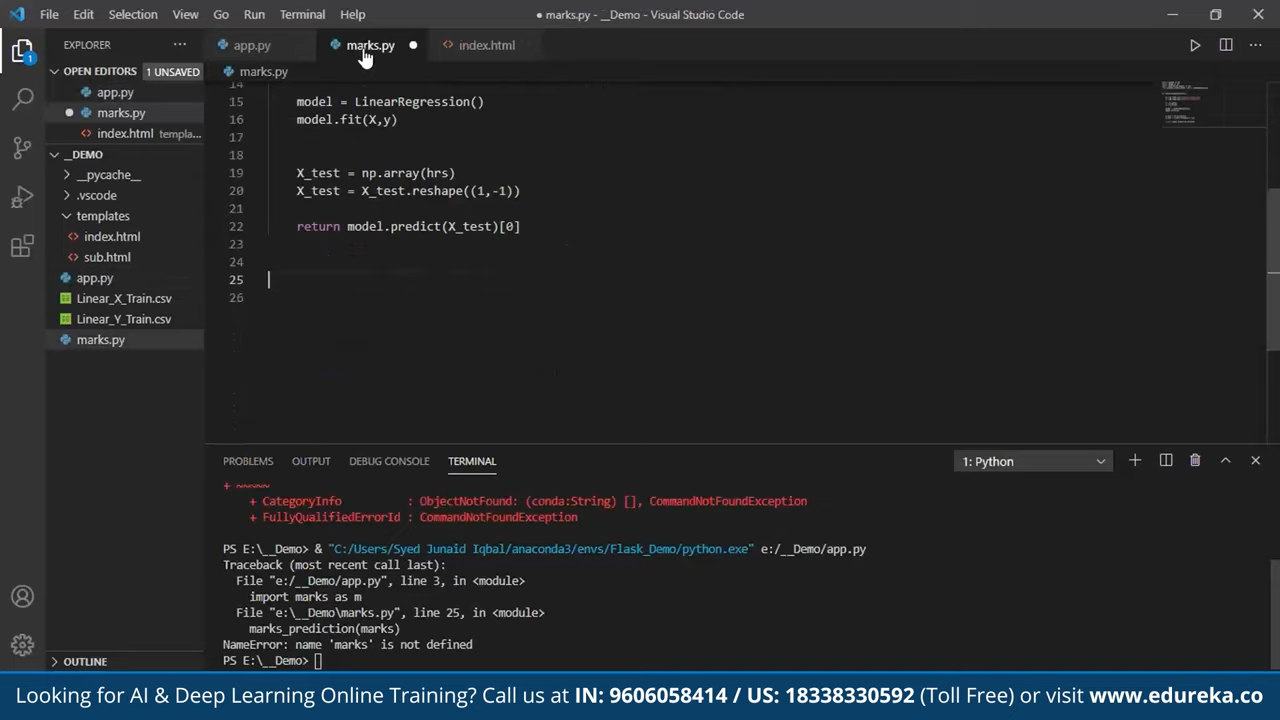 File Edit Selection View Go Run Terminal Help
● marks.py - __Demo - Visual Studio Code
EXPLORER
app.py
marks.py
index.html
OPEN EDITORS 1 UNSAVED
app.py
marks.py
index.html templa...
__DEMO
__pycache__
.vscode
templates
index.html
sub.html
app.py
Linear_X_Train.csv
Linear_Y_Train.csv
marks.py
OUTLINE
1
marks.py
14
15 model = LinearRegression()
16 model.fit(X,y)
17
18
19 X_test = np.array(hrs)
20 X_test = X_test.reshape((1,-1))
21
22 return model.predict(X_test)[0]
23
24
25
26
PROBLEMS OUTPUT DEBUG CONSOLE TERMINAL
1: Python
+ ~~~~~
+ CategoryInfo : ObjectNotFound: (conda:String) [], CommandNotFoundException
+ FullyQualifiedErrorId : CommandNotFoundException
PS E:\__Demo> & "C:/Users/Syed Junaid Iqbal/anaconda3/envs/Flask_Demo/python.exe" e:/__Demo/app.py
Traceback (most recent call last):
File "e:/__Demo/app.py", line 3, in <module>
import marks as m
File "e:\__Demo\marks.py", line 25, in <module>
marks_prediction(marks)
NameError: name 'marks' is not defined
PS E:\__Demo>
Looking for AI & Deep Learning Online Training? Call us at IN: 9606058414 / US: 18338330592 (Toll Free) or visit www.edureka.co